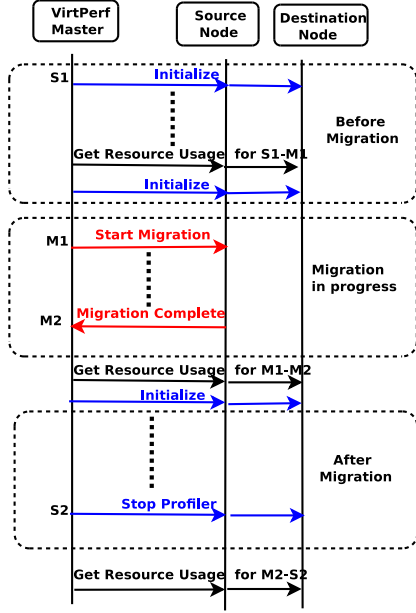 VirtPerf
Master
Source
Node
Destination
Node
S1
Initialize
Before
Migration
Get Resource Usage for S1-M1
Initialize
M1
Start Migration
Migration
in progress
Migration Complete
M2
Get Resource Usage for M1-M2
Initialize
After
Migration
S2
Stop Profiler
Get Resource Usage for M2-S2